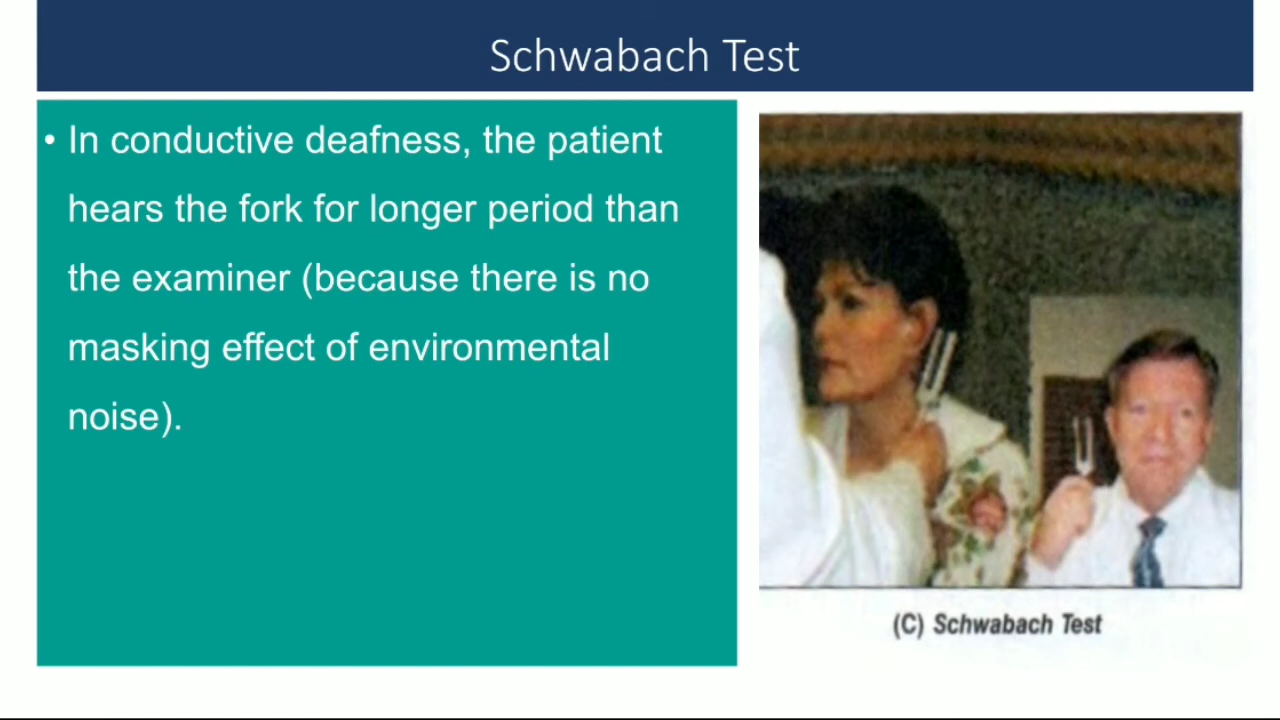 Schwabach Test
• In conductive deafness, the patient
hears the fork for longer period than
the examiner (because there is no
masking effect of environmental
noise).
(C) Schwabach Test